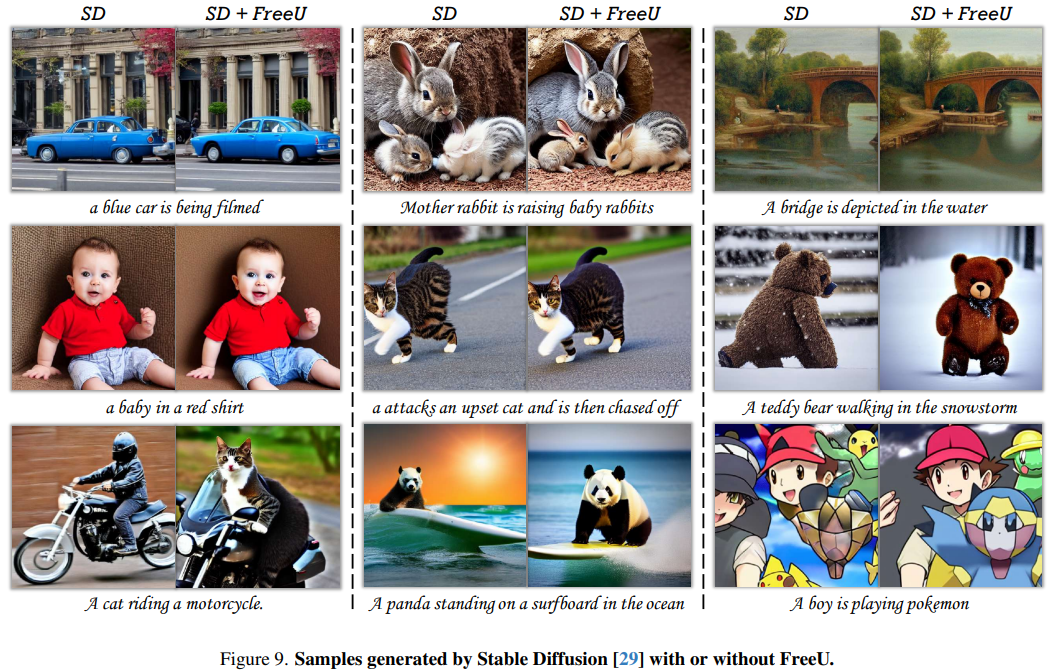 SD SD + FreeU SD SD + FreeU SD SD + FreeU
a blue car is being filmed Mother rabbit is raising baby rabbits A bridge is depicted in the water
a baby in a red shirt a attacks an upset cat and is then chased off A teddy bear walking in the snowstorm
A cat riding a motorcycle. A panda standing on a surfboard in the ocean A boy is playing pokemon
Figure 9. Samples generated by Stable Diffusion [29] with or without FreeU.